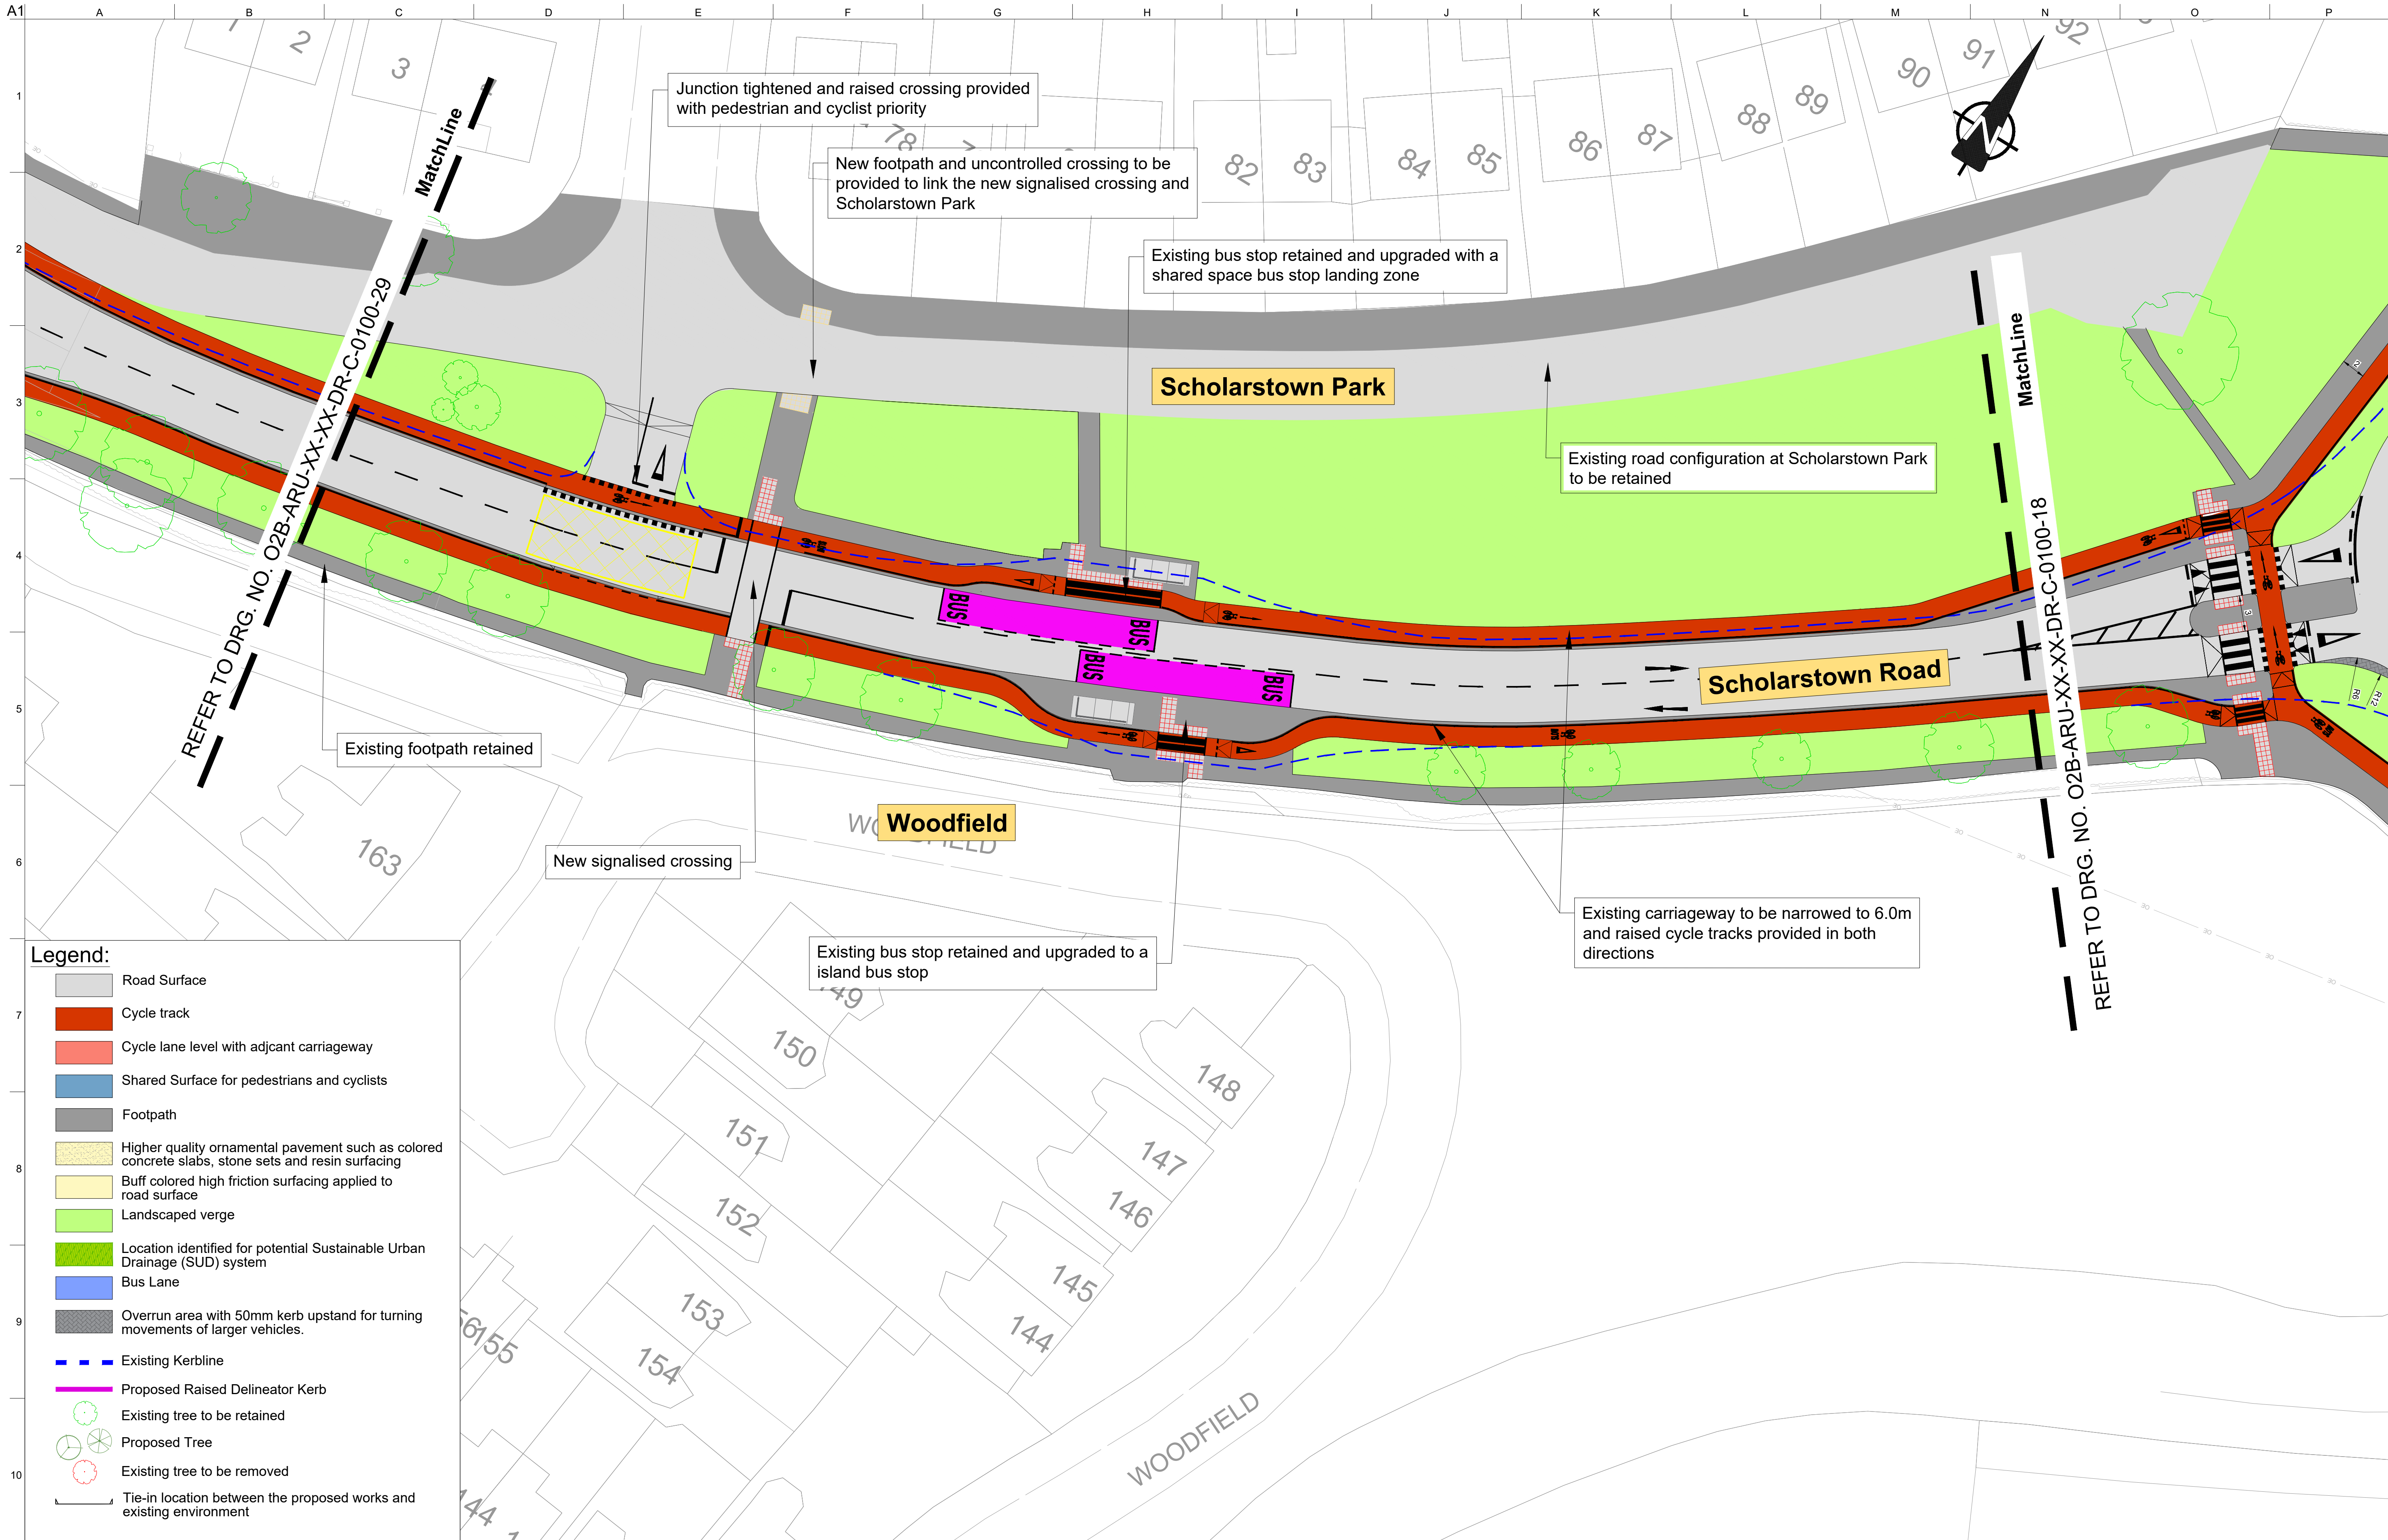 A1
A B C D E F G H I J K L M N O P
1
2
3
4
5
6
7
8
9
10
2
3
78
82
83
84
85
86
87
88
89
90
91
92
N
MatchLine
REFER TO DRG. NO. O2B-ARU-XX-XX-DR-C-0100-29
Junction tightened and raised crossing provided
with pedestrian and cyclist priority
New footpath and uncontrolled crossing to be
provided to link the new signalised crossing and
Scholarstown Park
Existing bus stop retained and upgraded with a
shared space bus stop landing zone
Scholarstown Park
Existing road configuration at Scholarstown Park
to be retained
MatchLine
REFER TO DRG. NO. O2B-ARU-XX-XX-DR-C-0100-18
2
3
R6
R12
BUS
BUS
BUS
BUS
Scholarstown Road
Existing footpath retained
Woodfield
New signalised crossing
Existing bus stop retained and upgraded to a
island bus stop
Existing carriageway to be narrowed to 6.0m
and raised cycle tracks provided in both
directions
163
149
150
151
152
153
154
155
148
147
146
145
144
WOODFIELD
Legend:
Road Surface
Cycle track
Cycle lane level with adjcant carriageway
Shared Surface for pedestrians and cyclists
Footpath
Higher quality ornamental pavement such as colored
concrete slabs, stone sets and resin surfacing
Buff colored high friction surfacing applied to
road surface
Landscaped verge
Location identified for potential Sustainable Urban
Drainage (SUD) system
Bus Lane
Overrun area with 50mm kerb upstand for turning
movements of larger vehicles.
Existing Kerbline
Proposed Raised Delineator Kerb
Existing tree to be retained
Proposed Tree
Existing tree to be removed
Tie-in location between the proposed works and
existing environment